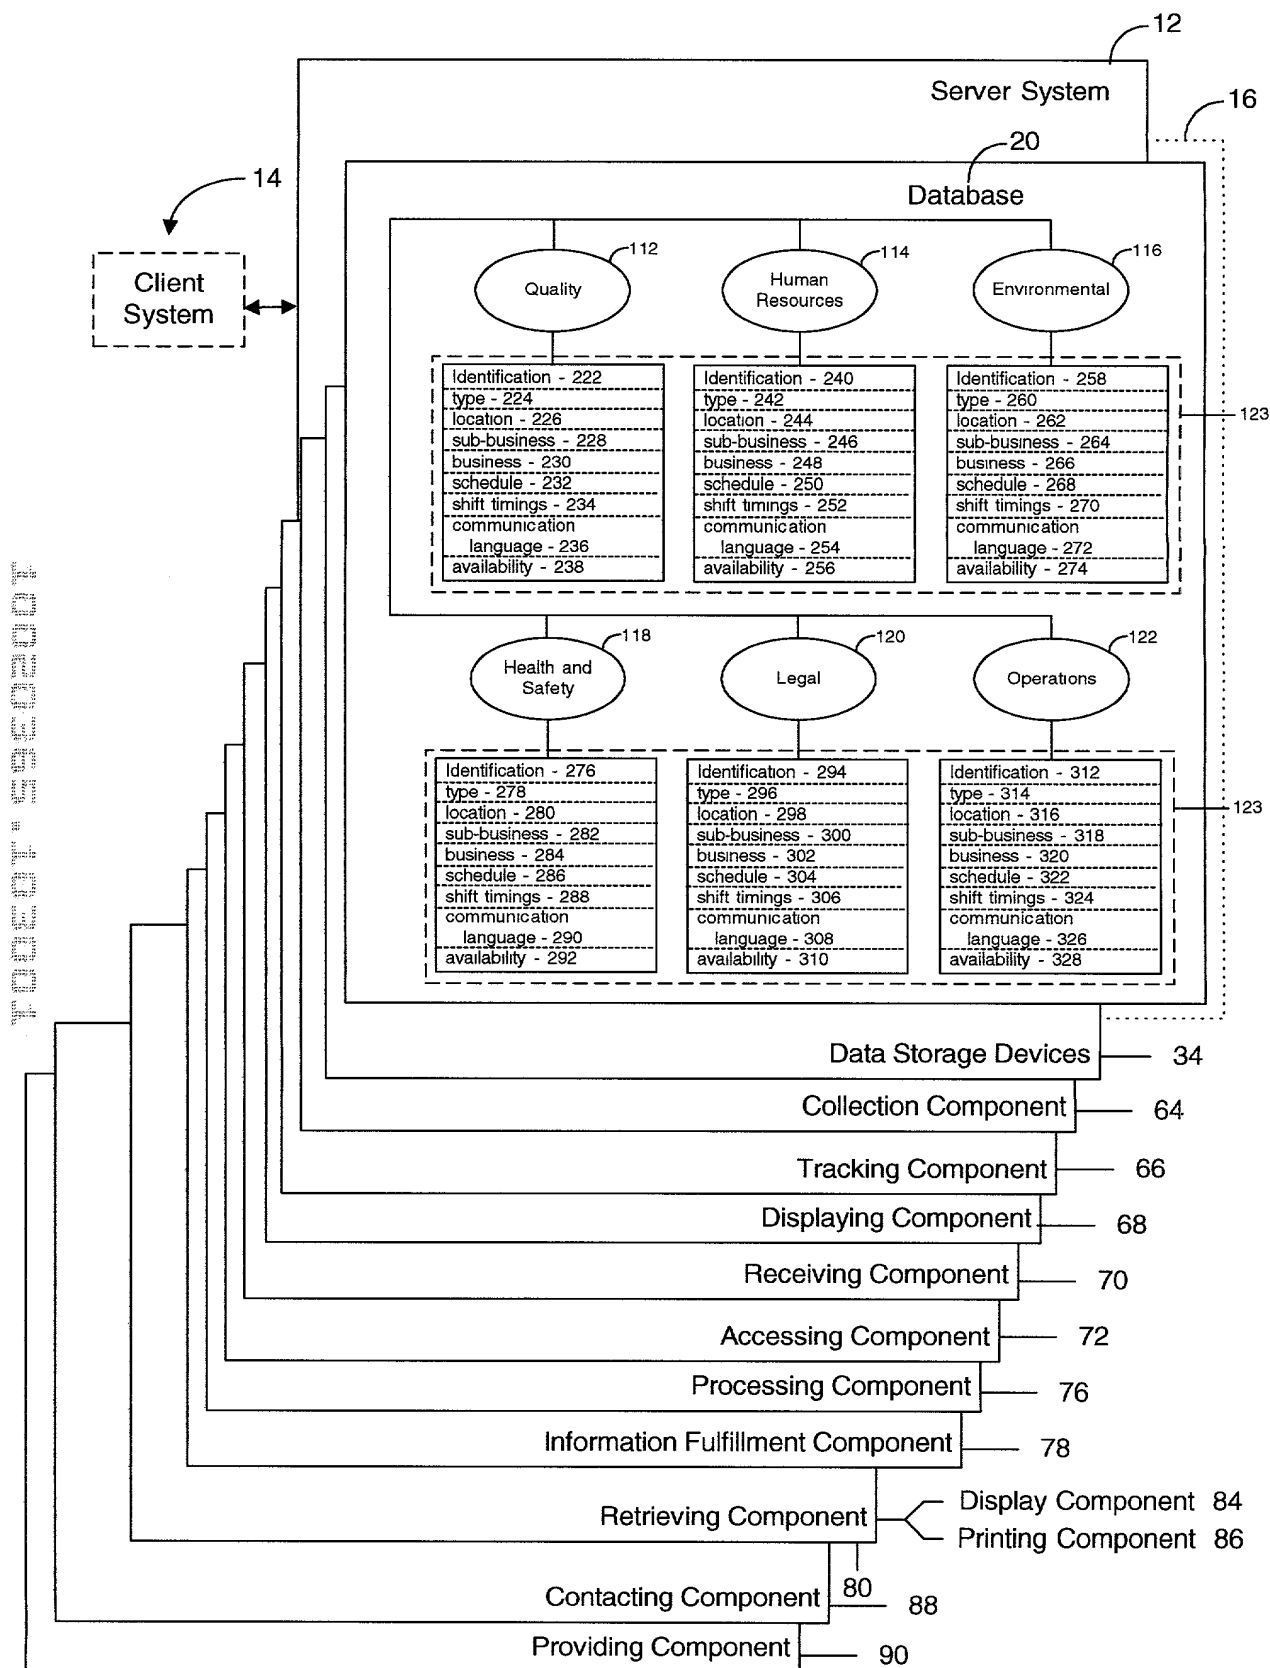 12
Server System
16
20
Database
14
Client
System
112
114
116
Quality
Human
Resources
Environmental
Identification - 222
type - 224
location - 226
sub-business - 228
business - 230
schedule - 232
shift timings - 234
communication
language - 236
availability - 238
Identification - 240
type - 242
location - 244
sub-business - 246
business - 248
schedule - 250
shift timings - 252
communication
language - 254
availability - 256
Identification - 258
type - 260
location - 262
sub-business - 264
business - 266
schedule - 268
shift timings - 270
communication
language - 272
availability - 274
123
118
120
122
Health and
Safety
Legal
Operations
Identification - 276
type - 278
location - 280
sub-business - 282
business - 284
schedule - 286
shift timings - 288
communication
language - 290
availability - 292
Identification - 294
type - 296
location - 298
sub-business - 300
business - 302
schedule - 304
shift timings - 306
communication
language - 308
availability - 310
Identification - 312
type - 314
location - 316
sub-business - 318
business - 320
schedule - 322
shift timings - 324
communication
language - 326
availability - 328
123
Data Storage Devices 34
Collection Component 64
Tracking Component 66
Displaying Component 68
Receiving Component 70
Accessing Component 72
Processing Component 76
Information Fulfillment Component 78
Retrieving Component
Display Component 84
Printing Component 86
80
Contacting Component 88
Providing Component 90